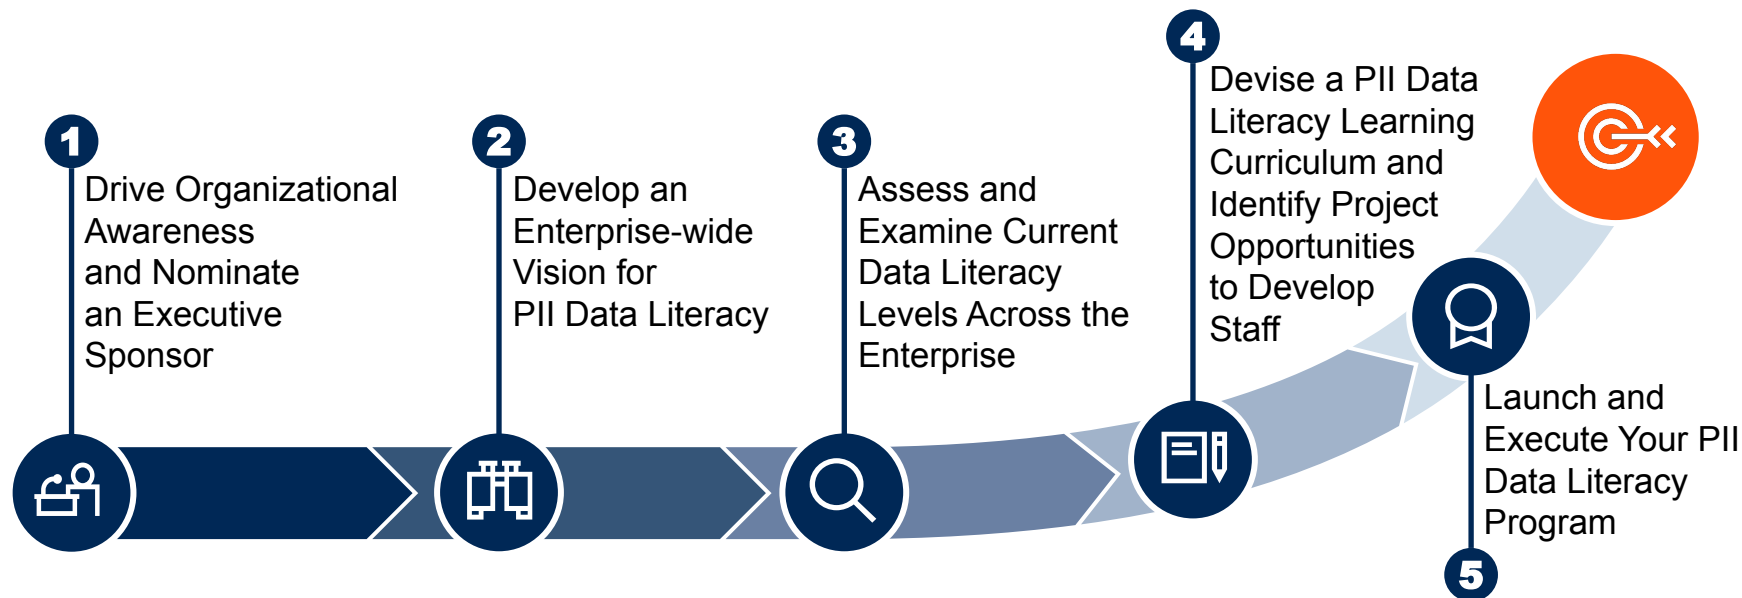 1
Drive Organizational
Awareness
and Nominate
an Executive
Sponsor
2
Develop an
Enterprise-wide
Vision for
PII Data Literacy
3
Assess and
Examine Current
Data Literacy
Levels Across the
Enterprise
4
Devise a PII Data
Literacy Learning
Curriculum and
Identify Project
Opportunities
to Develop
Staff
Launch and
Execute Your PII
Data Literacy
Program
5